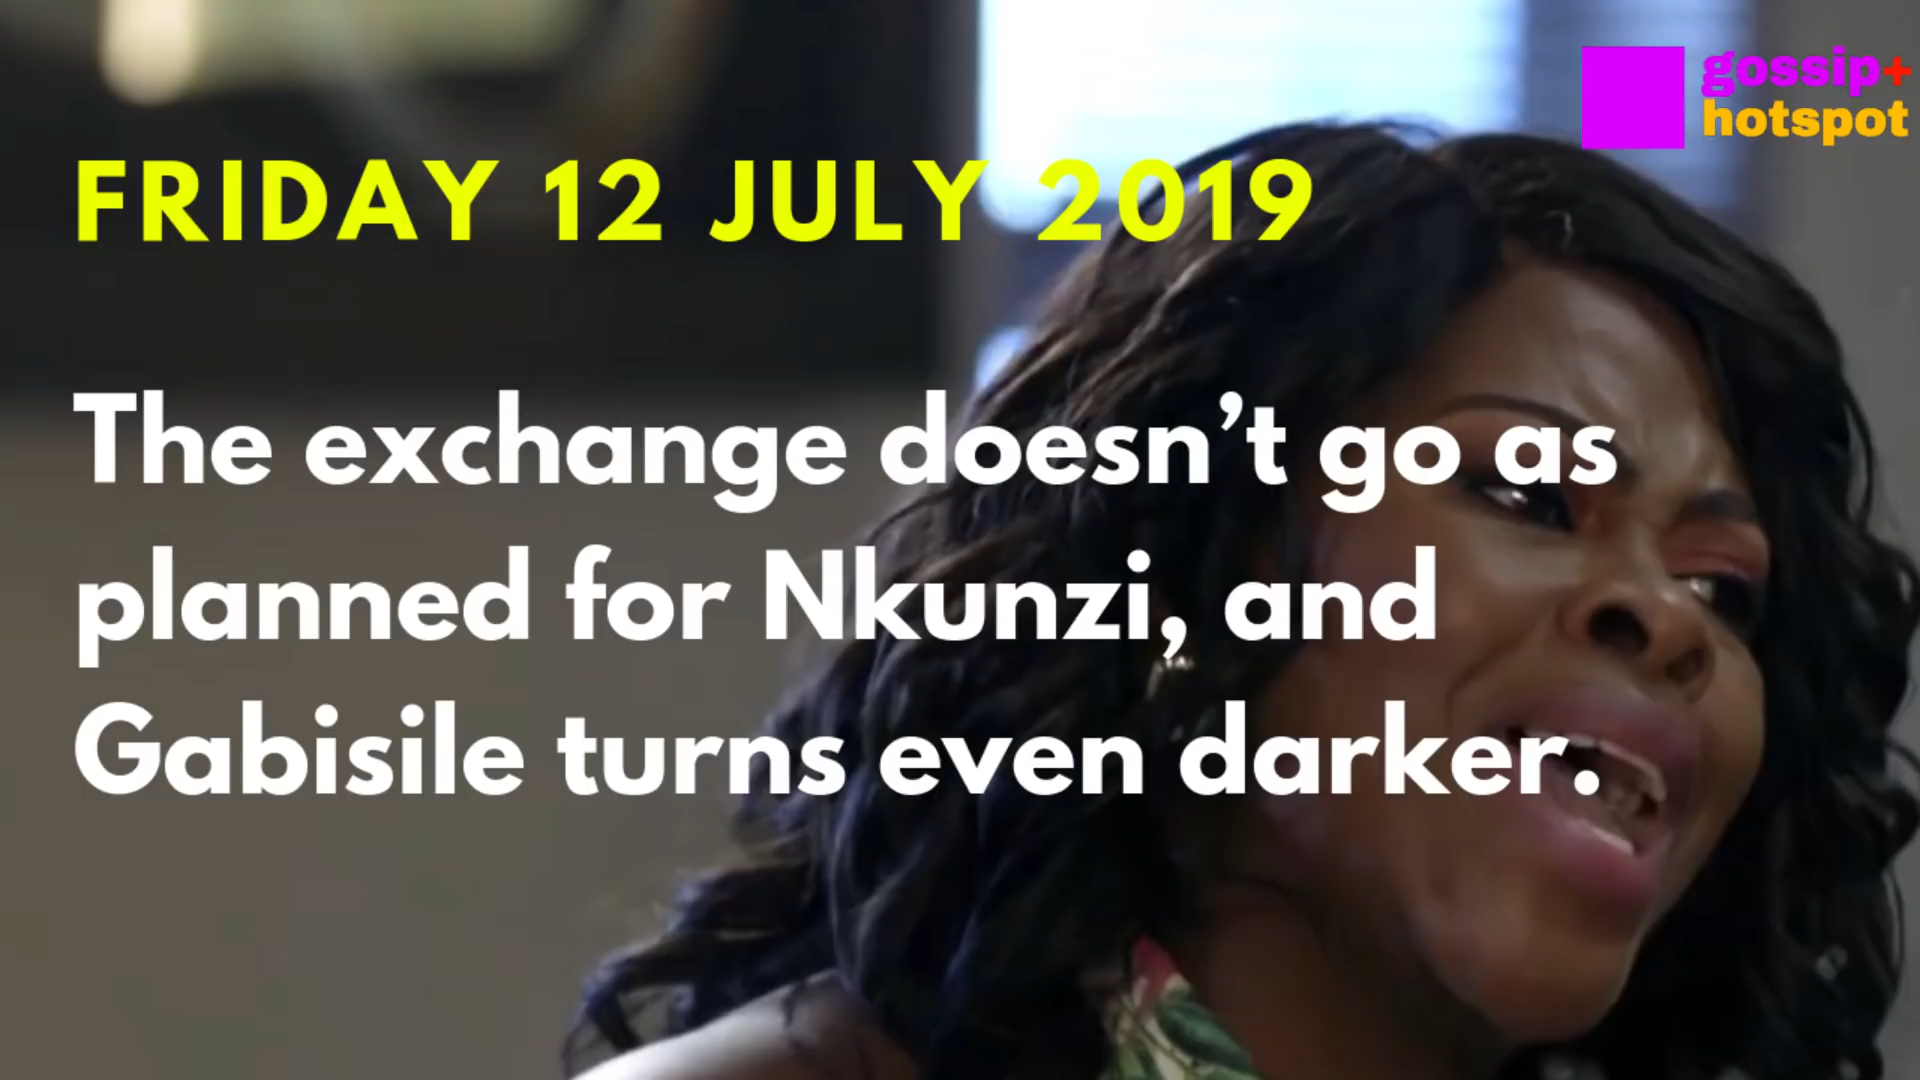 gossip+
hotspot
FRIDAY 12 JULY 2019
The exchange doesn’t go as
planned for Nkunzi, and
Gabisile turns even darker.